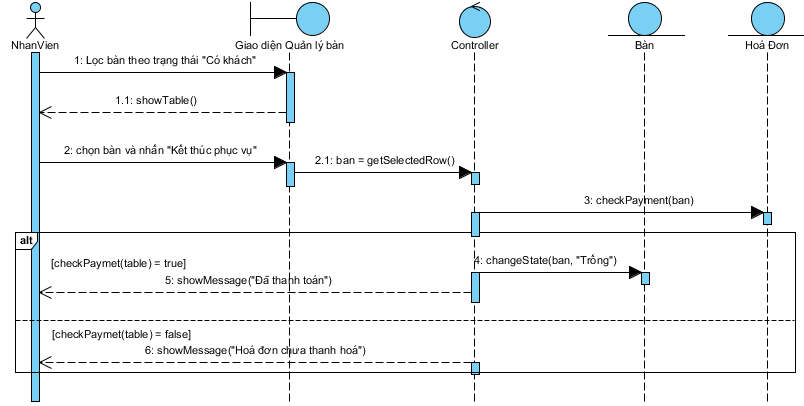 NhanVien
Giao diện Quản lý bàn
Controller
Bàn
Hoá Đơn
1: Lọc bàn theo trạng thái "Có khách"
1.1: showTable()
2: chọn bàn và nhấn "Kết thúc phục vụ"
2.1: ban = getSelectedRow()
3: checkPayment(ban)
alt
[checkPaymet(table) = true]
4: changeState(ban, "Trống")
5: showMessage("Đã thanh toán")
[checkPaymet(table) = false]
6: showMessage("Hoá đơn chưa thanh hoá")